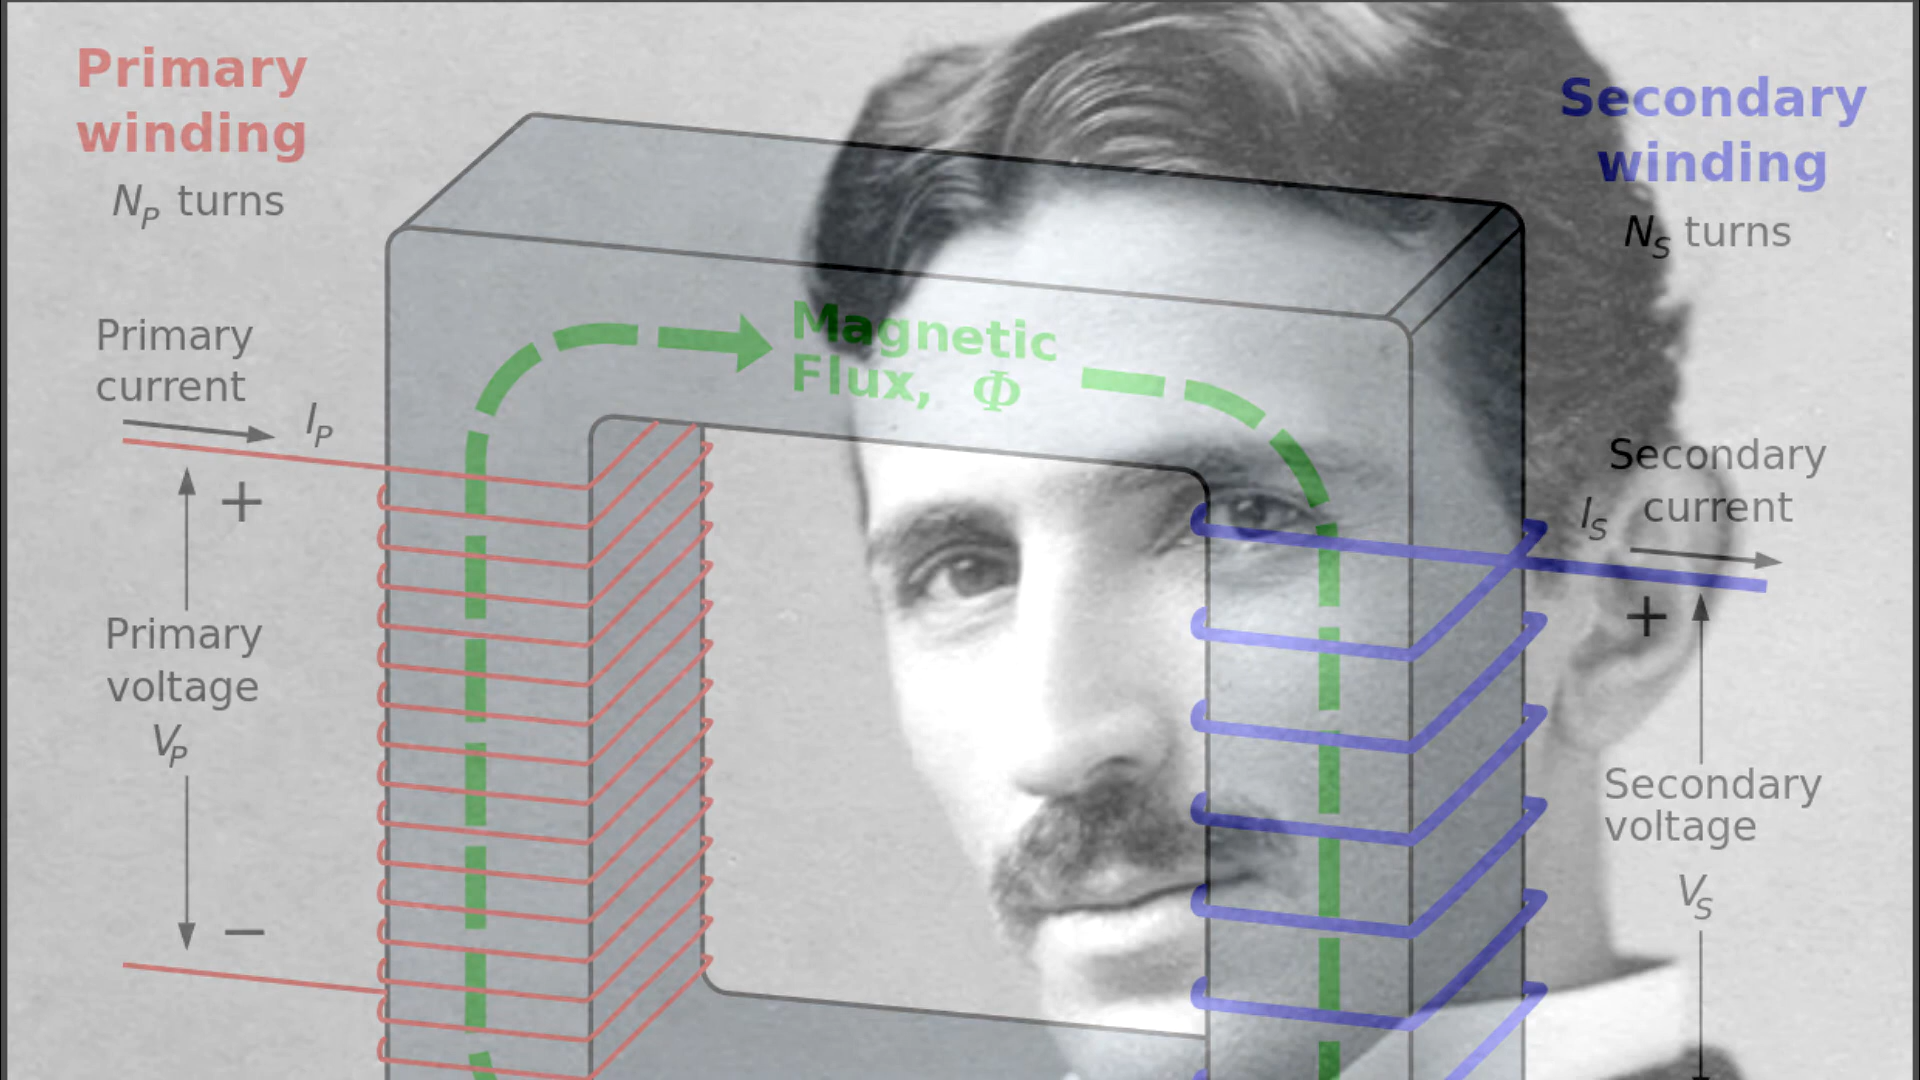 Primary
winding
N_P turns
Primary
current
I_P
+
Primary
voltage
V_P
−
Magnetic
Flux, Φ
Secondary
winding
N_S turns
Secondary
current
I_S
+
Secondary
voltage
V_S